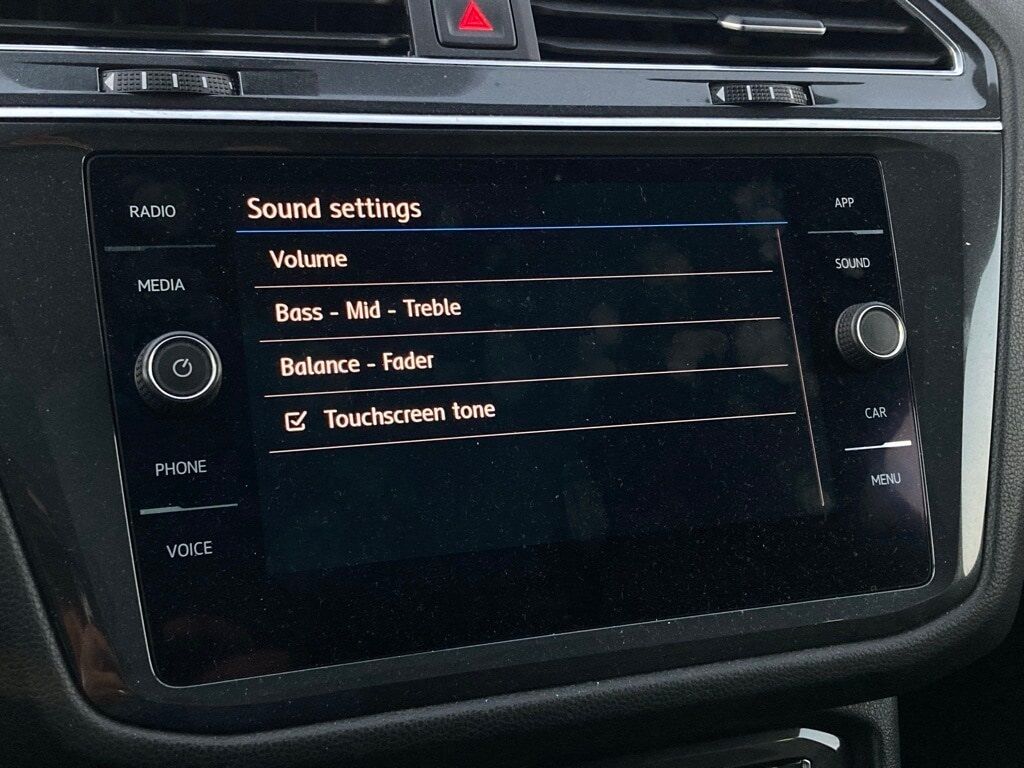 RADIO
MEDIA
PHONE
VOICE
Sound settings
Volume
Bass - Mid - Treble
Balance - Fader
Touchscreen tone
APP
SOUND
CAR
MENU